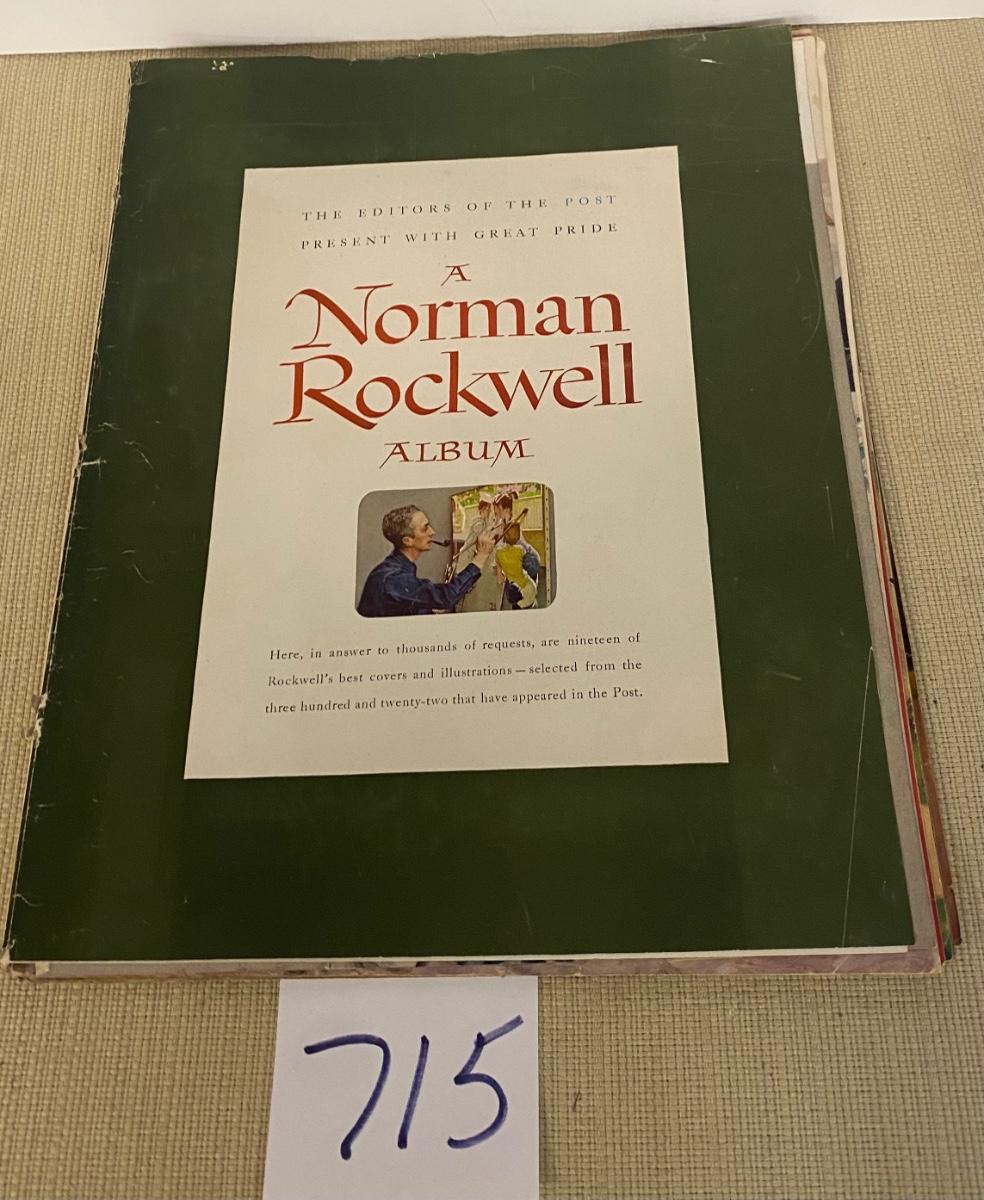 THE EDITORS OF THE POST
PRESENT WITH GREAT PRIDE
A
Norman
Rockwell
ALBUM
Here, in answer to thousands of requests, are nineteen of
Rockwell's best covers and illustrations — selected from the
three hundred and twenty-two that have appeared in the Post.
715